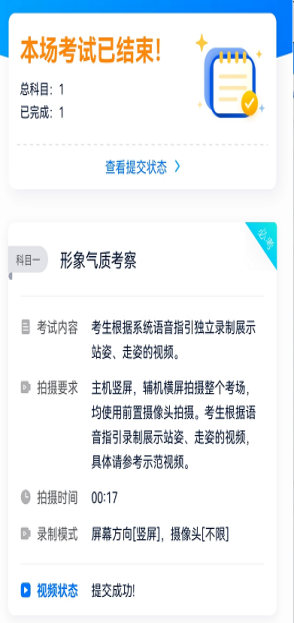 本场考试已结束!
总科目：1
已完成：1
查看提交状态 >
必考
科目一
形象气质考察
考试内容 考生根据系统语音指引独立录制展示
站姿、走姿的视频。
拍摄要求 主机竖屏，辅机横屏拍摄整个考场，
均使用前置摄像头拍摄。考生根据语
音指引录制展示站姿、走姿的视频，
具体请参考示范视频。
拍摄时间 00:17
录制模式 屏幕方向[竖屏]，摄像头[不限]
视频状态 提交成功!